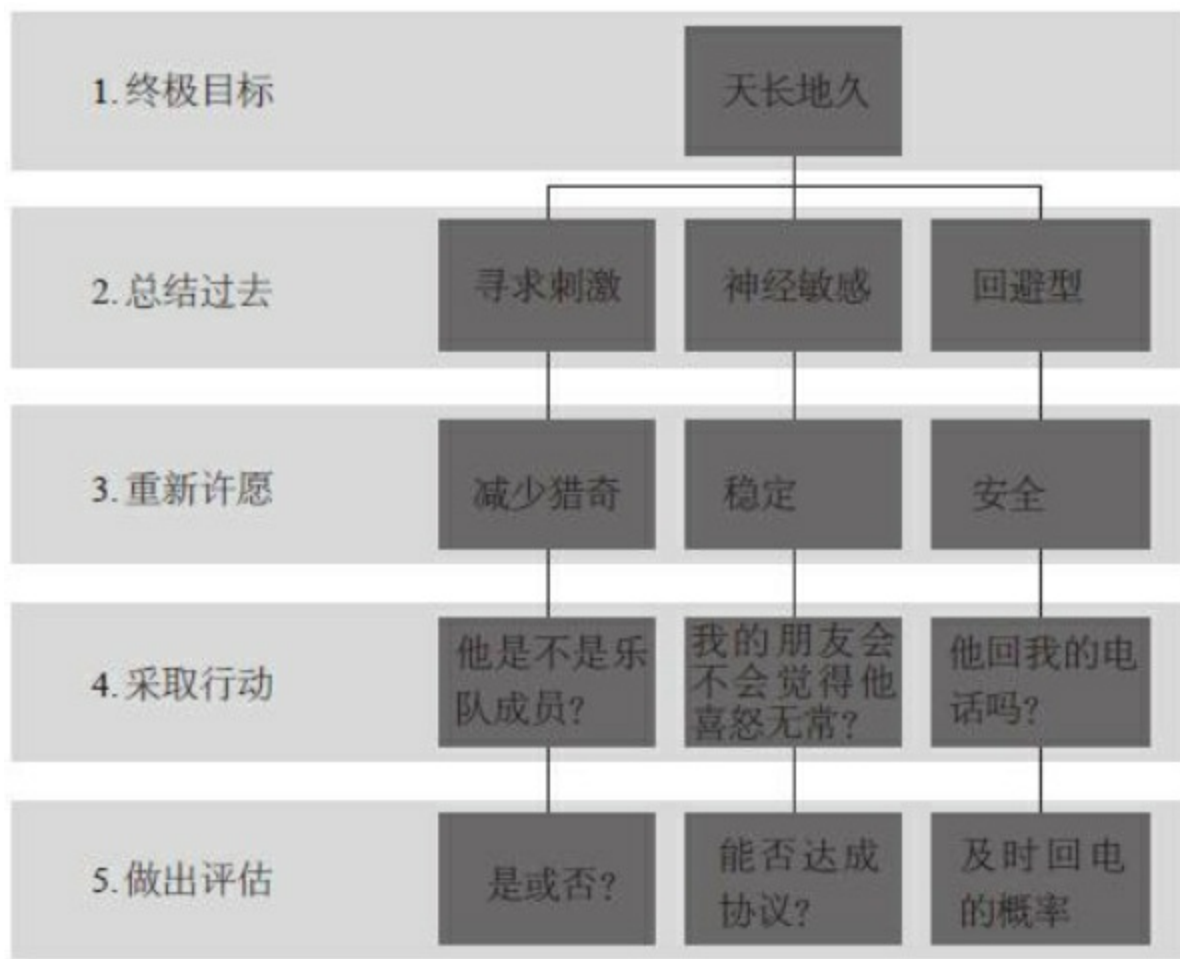 1. 终极目标
天长地久
2. 总结过去
寻求刺激
神经敏感
回避型
3. 重新许愿
减少猎奇
稳定
安全
4. 采取行动
他是不是乐
队成员?
我的朋友会
不会觉得他
喜怒无常?
他回我的电
话吗?
5. 做出评估
是或否?
能否达成
协议?
及时回电
的概率